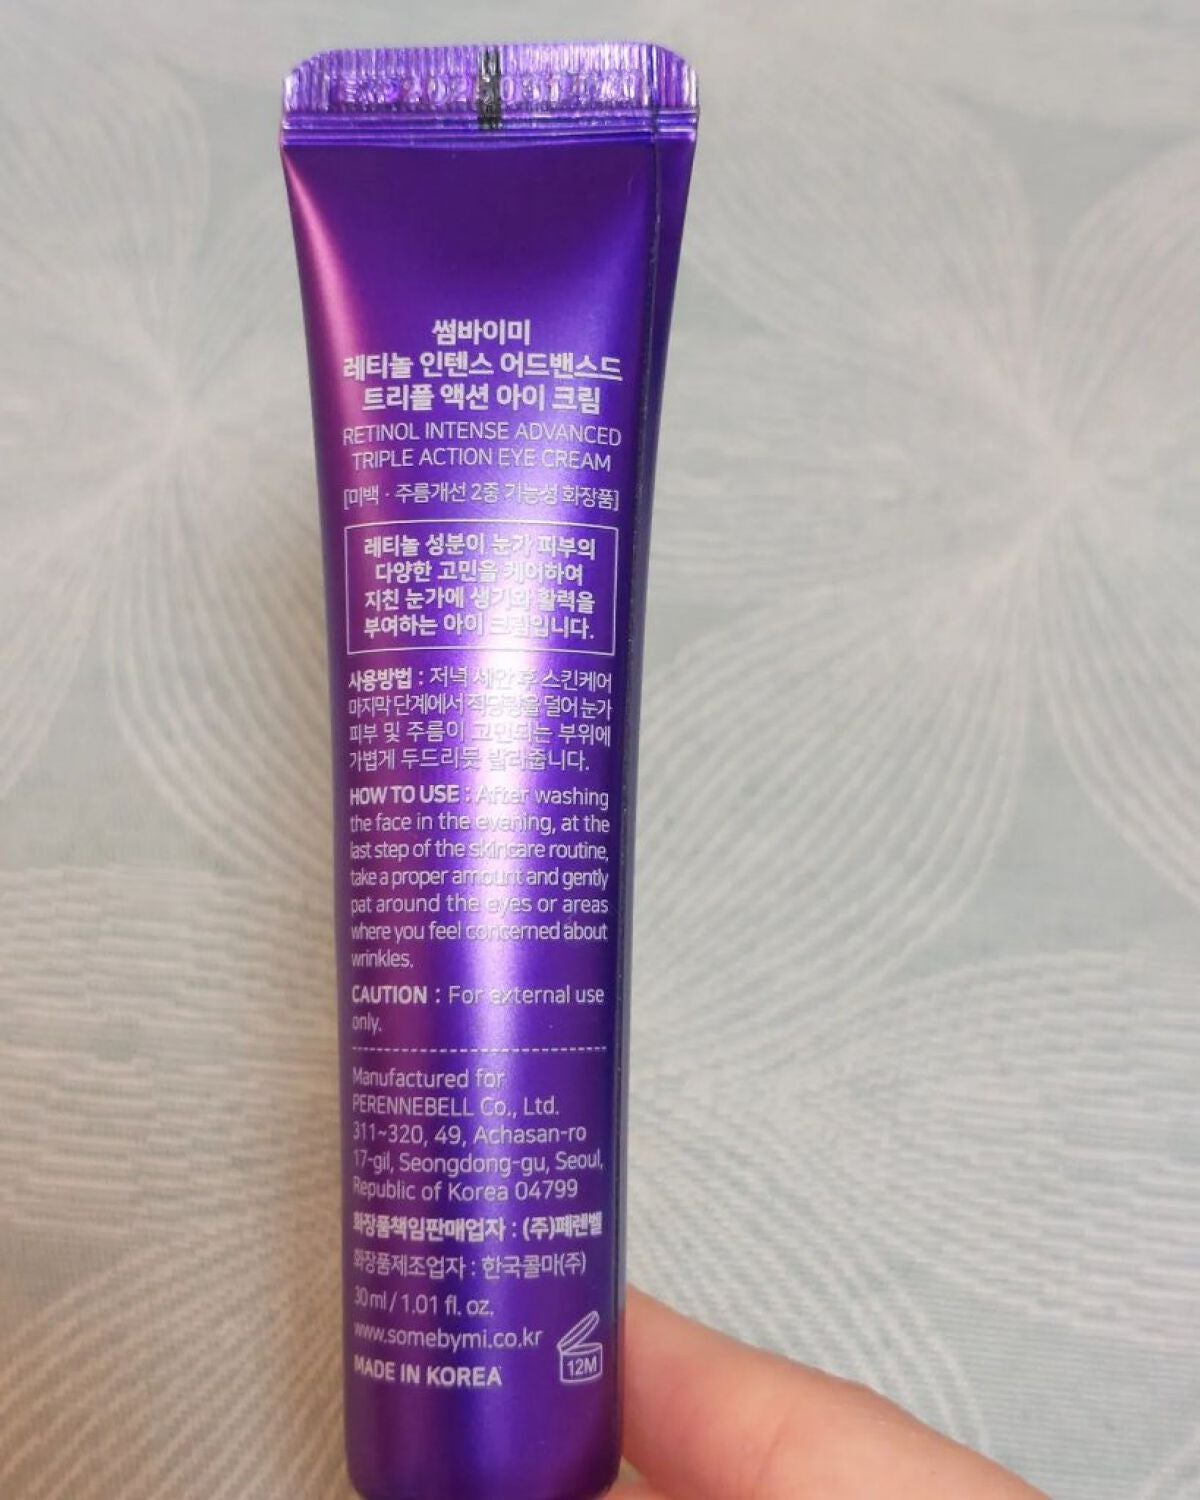 썸바이미
레티놀 인텐스 어드밴스드
트리플 액션 아이 크림
RETINOL INTENSE ADVANCED
TRIPLE ACTION EYE CREAM
[미백 · 주름개선 2중 기능성 화장품]
레티놀 성분이 눈가 피부의
다양한 고민을 케어하여
지친 눈가에 생기와 활력을
부여하는 아이 크림입니다.
사용방법 : 저녁 세안 후 스킨케어
마지막 단계에서 적당량을 덜어 눈가
피부 및 주름이 고민되는 부위에
가볍게 두드리듯 발라줍니다.
HOW TO USE : After washing
the face in the evening, at the
last step of the skincare routine,
take a proper amount and gently
pat around the eyes or areas
where you feel concerned about
wrinkles.
CAUTION : For external use
only.
Manufactured for
PERENNEBELL Co., Ltd.
311~320, 49, Achasan-ro
17-gil, Seongdong-gu, Seoul,
Republic of Korea 04799
화장품책임판매업자 : (주)페렌벨
화장품제조업자 : 한국콜마(주)
30ml / 1.01 fl. oz.
www.somebymi.co.kr
MADE IN KOREA
12M